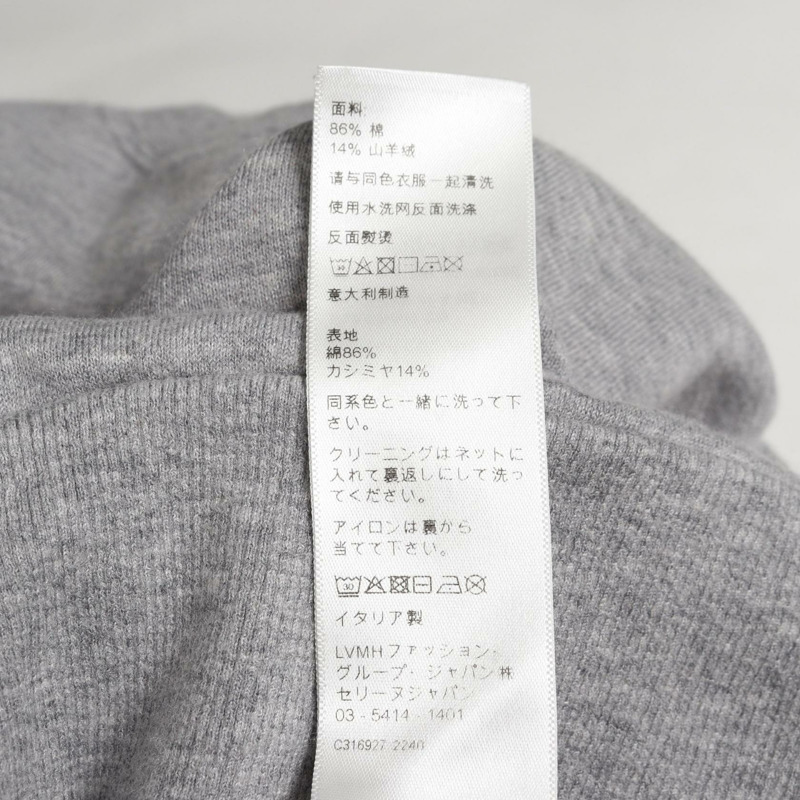 面料
86% 棉
14% 山羊绒
请与同色衣服一起清洗
使用水洗网反面洗涤
反面熨烫
30
意大利制造
表地
綿86%
カシミヤ14%
同系色と一緒に洗って下
さい。
クリーニングはネットに
入れて裏返しにして洗っ
てください。
アイロンは裏から
当てて下さい。
30
イタリア製
LVMHファッション・
グループ・ジャパン㈱
セリーヌジャパン
03 - 5414 - 1401
C316927 2240